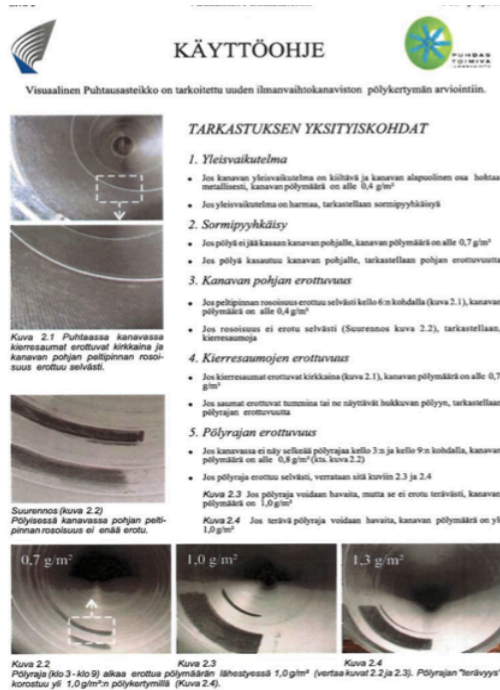 KÄYTTÖOHJE
PUHDAS
TOIMIVA
Visuaalinen Puhtausasteikko on tarkoitettu uuden ilmanvaihtokanaviston pölykertymän arviointiin.
TARKASTUKSEN YKSITYISKOHDAT
1. Yleisvaikutelma
• Jos kanavan yleisvaikutelma on kiiltävä ja kanavan alapuolinen osa hohtaa
metallisesti, kanavan pölymäärä on alle 0,4 g/m²
• Jos yleisvaikutelma on harmaa, tarkastellaan sormipyyhkäisyä
2. Sormipyyhkäisy
• Jos pölyä ei jää kasaan kanavan pohjalle, kanavan pölymäärä on alle 0,7 g/m²
• Jos pölyä kasautuu kanavan pohjalle, tarkastellaan pohjan erottuvuutta
3. Kanavan pohjan erottuvuus
• Jos peltipinnan rosoisuus erottuu selvästi kello 6:n kohdalla (kuva 2.1), kanavan
pölymäärä on alle 0,4 g/m²
• Jos rosoisuus ei erotu selvästi (Suurennos kuva 2.2), tarkastellaan,
kierresaumoja
Kuva 2.1 Puhtaassa kanavassa
kierresaumat erottuvat kirkkaina ja
kanavan pohjan peltipinnan rosoi-
suus erottuu selvästi.
4. Kierresaumojen erottuvuus
• Jos kierresaumat erottuvat kirkkaina (kuva 2.1), kanavan pölymäärä on alle 0,7
g/m²
• Jos saumat erottuvat tummina tai ne näyttävät hukkuvan pölyyn, tarkastellaan
pölyrajan erottuvuutta
5. Pölyrajan erottuvuus
• Jos kanavassa ei näy selkeää pölyrajaa kello 3:n ja kello 9:n kohdalla, kanavan
pölymäärä on alle 0,8 g/m² (kts. kuva 2.2)
• Jos pölyraja erottuu selvästi, verrataan sitä kuviin 2.3 ja 2.4
Kuva 2.3 Jos pölyraja voidaan havaita, mutta se ei erotu terävästi, kanavan
pölymäärä on 1,0 g/m²
Kuva 2.4 Jos terävä pölyraja voidaan havaita, kanavan pölymäärä on yli
1,0 g/m²
Suurennos (kuva 2.2)
Pölyisessä kanavassa pohjan pelti-
pinnan rosoisuus ei enää erotu.
0,7 g/m² 1,0 g/m² 1,3 g/m²
Kuva 2.2 Kuva 2.3 Kuva 2.4
Pölyraja (klo 3 - klo 9) alkaa erottua pölymäärän lähestyessä 1,0 g/m² (vertaa kuvat 2.2 ja 2.3). Pölyrajan "terävyys"
korostuu yli 1,0 g/m²:n pölykertymillä (Kuva 2.4).